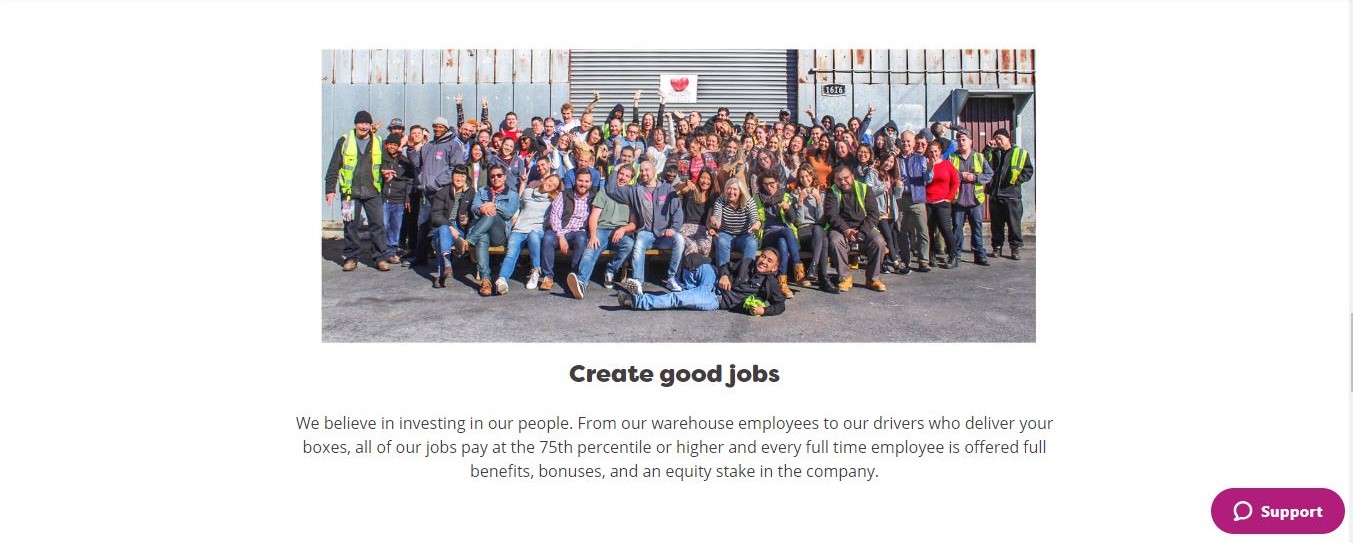 1616
Create good jobs
We believe in investing in our people. From our warehouse employees to our drivers who deliver your
boxes, all of our jobs pay at the 75th percentile or higher and every full time employee is offered full
benefits, bonuses, and an equity stake in the company.
Support